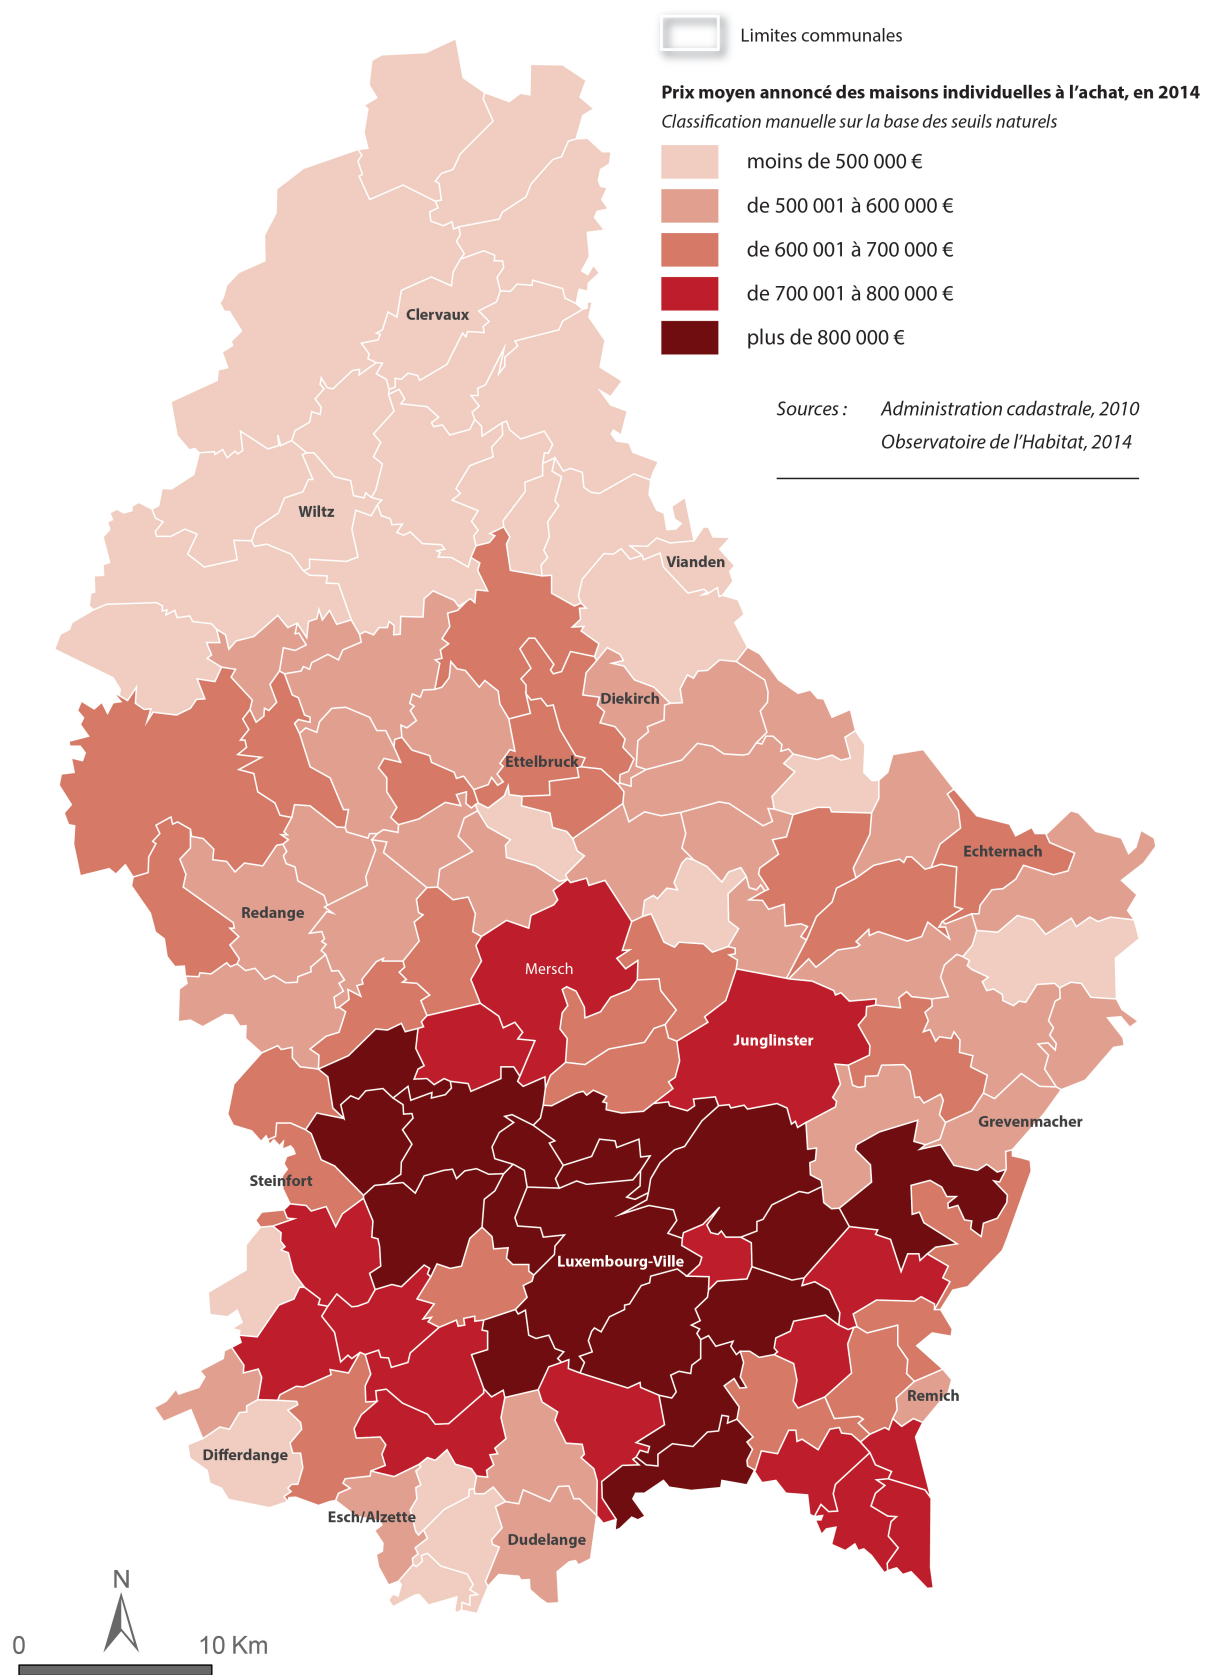 Limites communales
Prix moyen annoncé des maisons individuelles à l’achat, en 2014
Classification manuelle sur la base des seuils naturels
moins de 500 000 €
de 500 001 à 600 000 €
de 600 001 à 700 000 €
de 700 001 à 800 000 €
plus de 800 000 €
Sources : Administration cadastrale, 2010
Observatoire de l’Habitat, 2014
Clervaux
Wiltz
Vianden
Diekirch
Ettelbruck
Echternach
Redange
Mersch
Junglinster
Grevenmacher
Steinfort
Luxembourg-Ville
Remich
Differdange
Esch/Alzette
Dudelange
N
0 10 Km